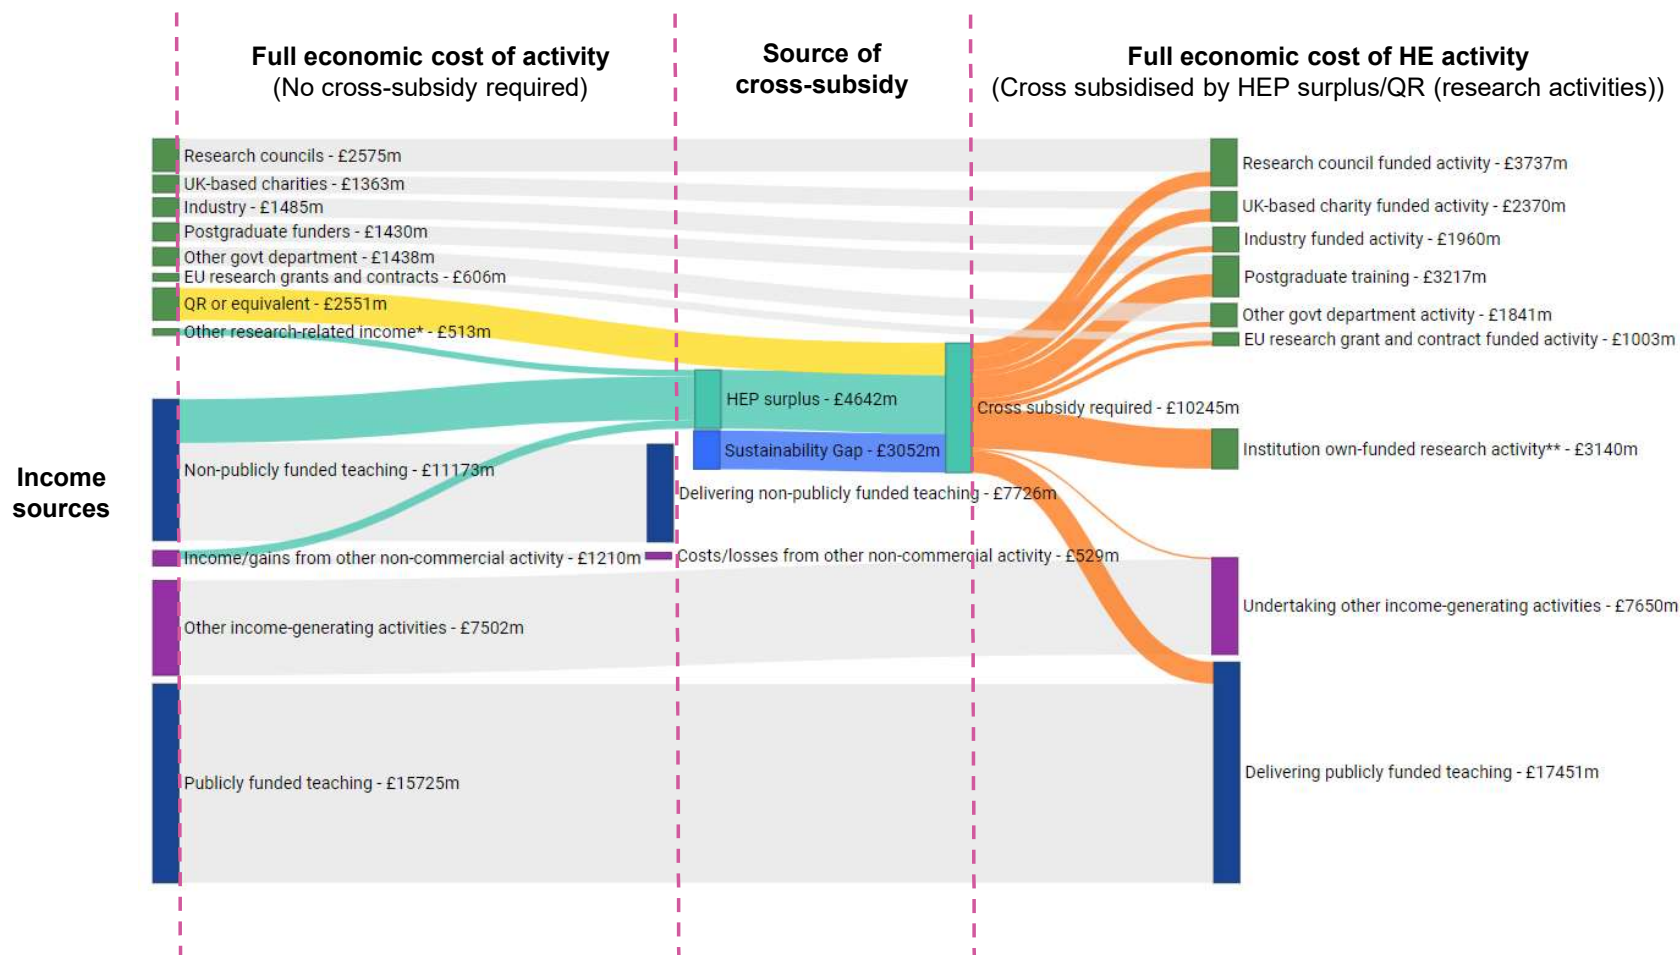 Full economic cost of activity
(No cross-subsidy required)
Source of
cross-subsidy
Full economic cost of HE activity
(Cross subsidised by HEP surplus/QR (research activities))
Income
sources
Research councils - £2575m
UK-based charities - £1363m
Industry - £1485m
Postgraduate funders - £1430m
Other govt department - £1438m
EU research grants and contracts - £606m
QR or equivalent - £2551m
Other research-related income* - £513m
Non-publicly funded teaching - £11173m
Income/gains from other non-commercial activity - £1210m
Other income-generating activities - £7502m
Publicly funded teaching - £15725m
HEP surplus - £4642m
Sustainability Gap - £3052m
Delivering non-publicly funded teaching - £7726m
Costs/losses from other non-commercial activity - £529m
Cross subsidy required - £10245m
Research council funded activity - £3737m
UK-based charity funded activity - £2370m
Industry funded activity - £1960m
Postgraduate training - £3217m
Other govt department activity - £1841m
EU research grant and contract funded activity - £1003m
Institution own-funded research activity** - £3140m
Undertaking other income-generating activities - £7650m
Delivering publicly funded teaching - £17451m